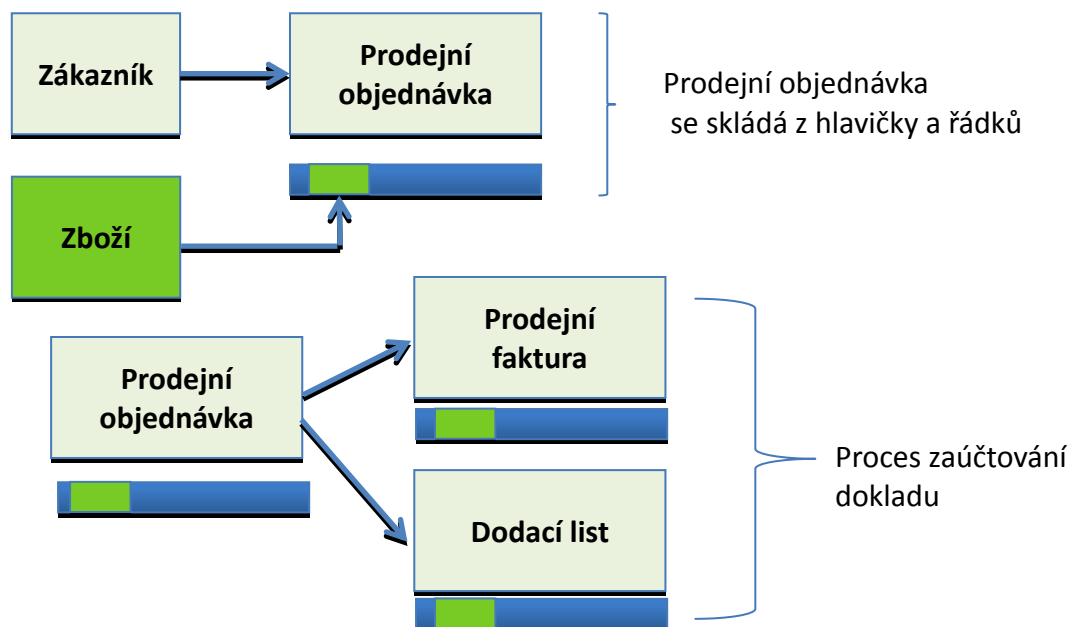 Zákazník
Prodejní
objednávka
Prodejní objednávka
se skládá z hlavičky a řádků
Zboží
Prodejní
faktura
Prodejní
objednávka
Proces zaúčtování
dokladu
Dodací list